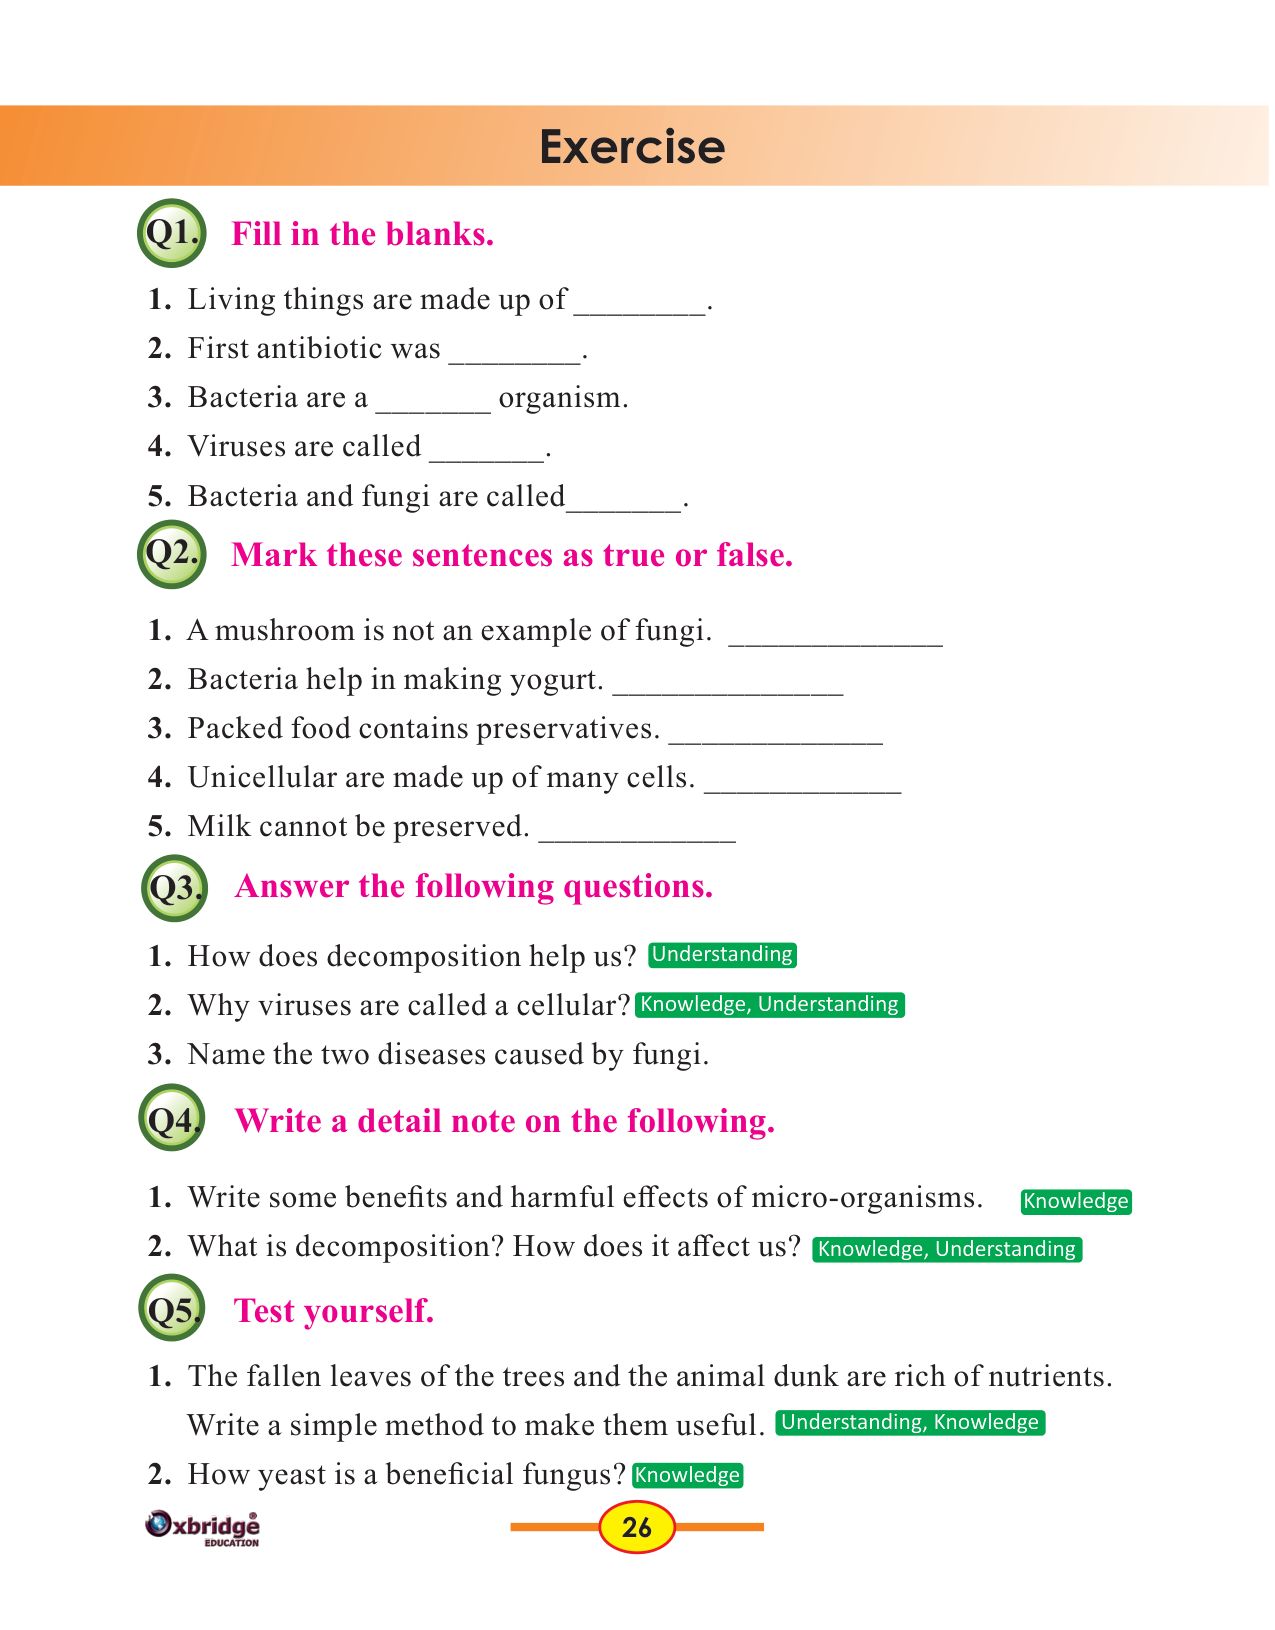 Exercise
Q1. Fill in the blanks.
1. Living things are made up of ________.
2. First antibiotic was ________.
3. Bacteria are a _______ organism.
4. Viruses are called _______.
5. Bacteria and fungi are called_______.
Q2. Mark these sentences as true or false.
1. A mushroom is not an example of fungi. _____________
2. Bacteria help in making yogurt. ______________
3. Packed food contains preservatives. _____________
4. Unicellular are made up of many cells. ____________
5. Milk cannot be preserved. ____________
Q3. Answer the following questions.
1. How does decomposition help us? Understanding
2. Why viruses are called a cellular? Knowledge, Understanding
3. Name the two diseases caused by fungi.
Q4. Write a detail note on the following.
1. Write some benefits and harmful effects of micro-organisms. Knowledge
2. What is decomposition? How does it affect us? Knowledge, Understanding
Q5. Test yourself.
1. The fallen leaves of the trees and the animal dunk are rich of nutrients.
Write a simple method to make them useful. Understanding, Knowledge
2. How yeast is a beneficial fungus? Knowledge
Oxbridge®
EDUCATION
26